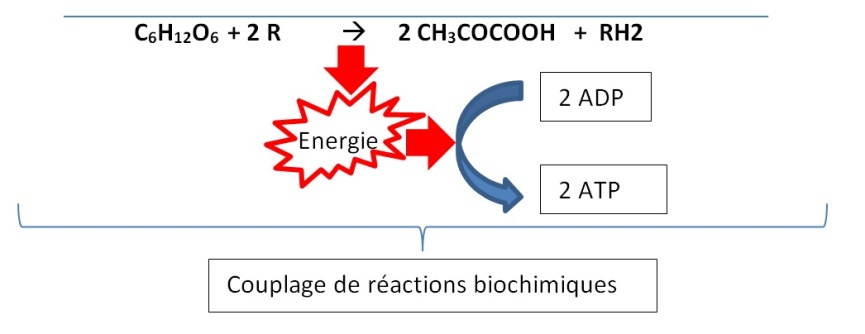 C₆H₁₂O₆ + 2 R → 2 CH₃COCOOH + RH2
Energie
2 ADP
2 ATP
Couplage de réactions biochimiques